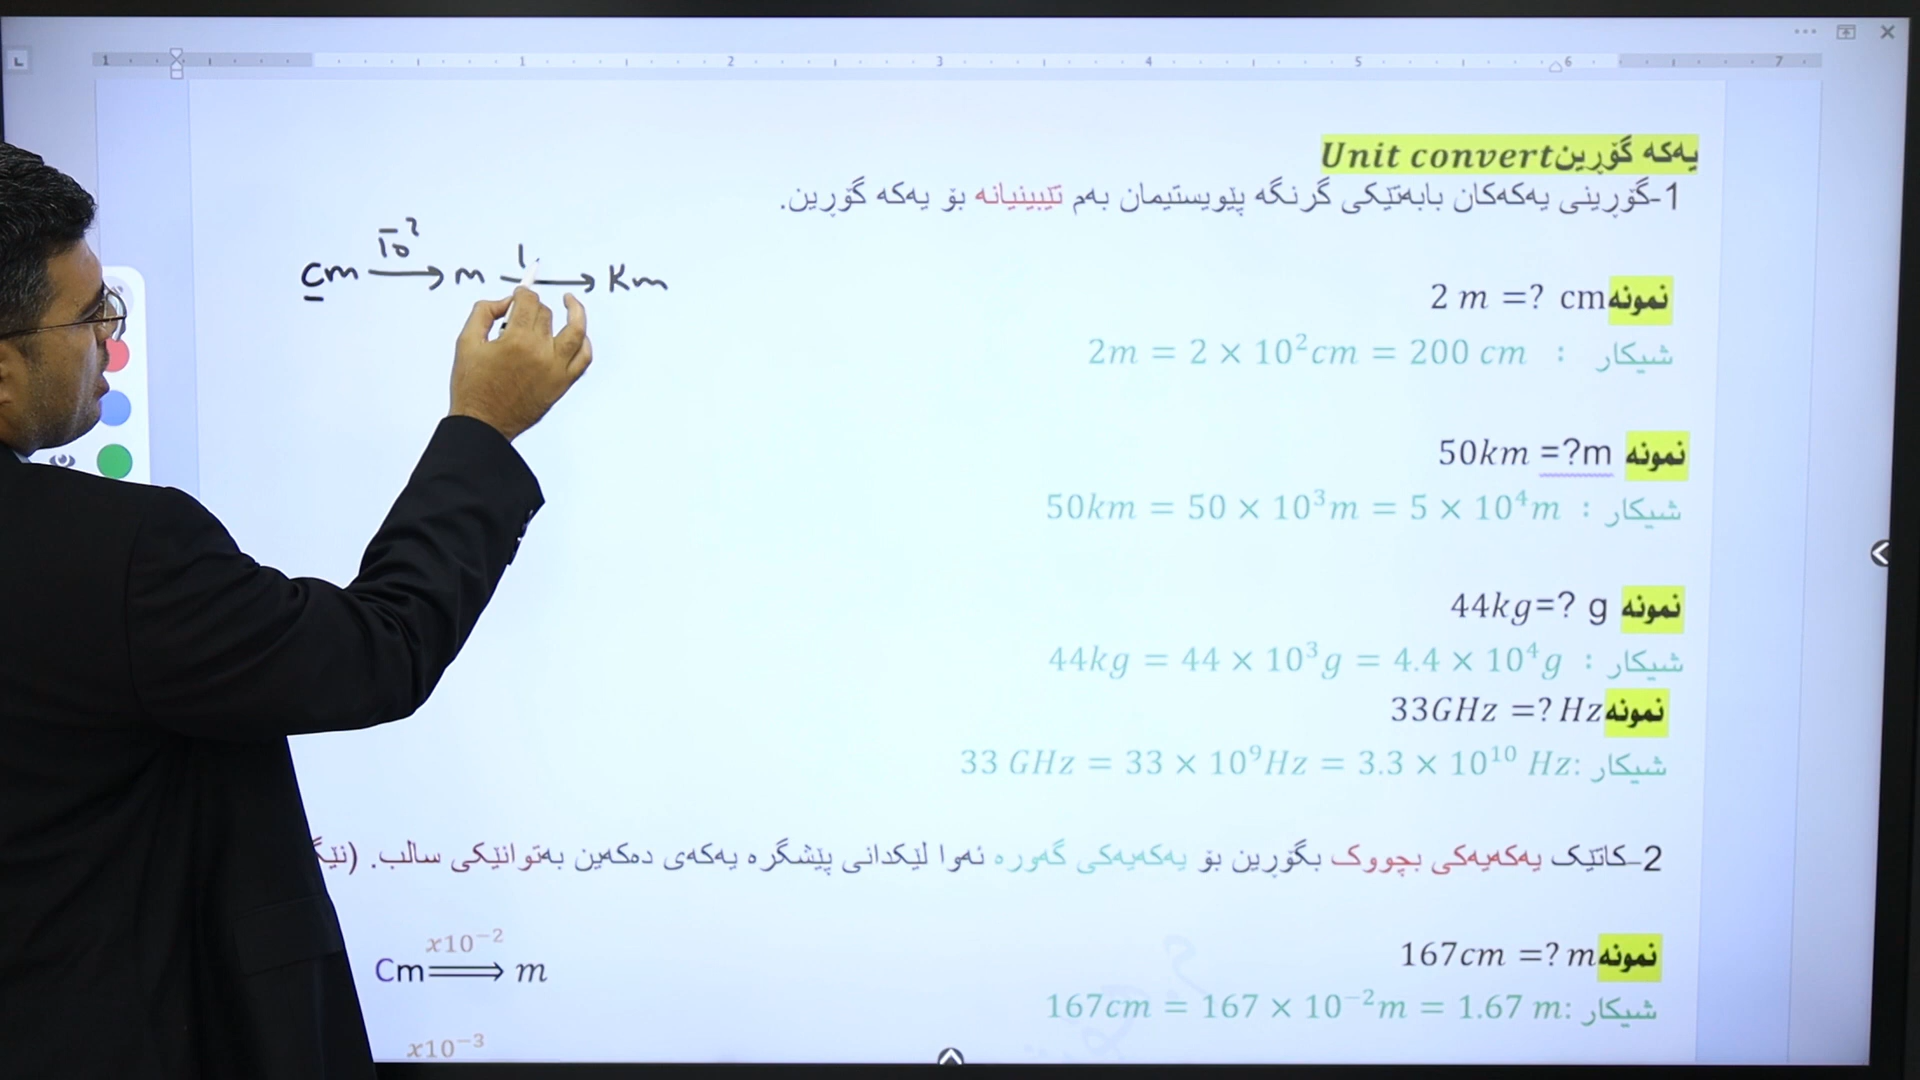 یەکە گۆڕین Unit convert
1-گۆڕینی یەکەکان بابەتێکی گرنگە پێویستیمان بەم تێبینیانە بۆ یەکە گۆڕین.
cm 10⁻² → m 1 → Km
نمونە 2 m =? cm
شیکار : 2m = 2 × 10²cm = 200 cm
نمونە 50km =?m
شیکار : 50km = 50 × 10³m = 5 × 10⁴m
نمونە 44kg=? g
شیکار : 44kg = 44 × 10³g = 4.4 × 10⁴g
نمونە 33GHz =? Hz
شیکار :33 GHz = 33 × 10⁹Hz = 3.3 × 10¹⁰ Hz
2-کاتێک یەکەیەکی بچووک بگۆڕین بۆ یەکەیەکی گەورە ئەوا لێکدانی پێشگرە یەکەی دەکەین بەتوانێکی سالب.
x10⁻²
Cm ⟹ m
نمونە 167cm =? m
شیکار :167cm = 167 × 10⁻²m = 1.67 m
x10⁻³